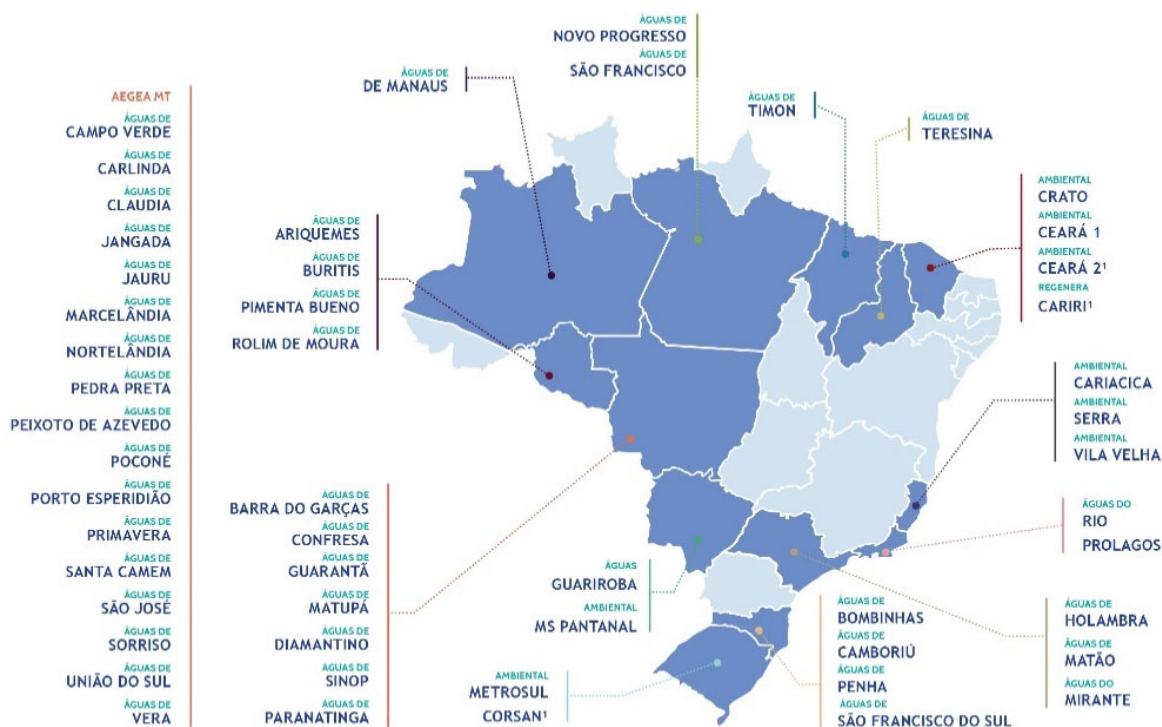 AEGEA MT
ÁGUAS DE
CAMPO VERDE
ÁGUAS DE
CARLINDA
ÁGUAS DE
CLAUDIA
ÁGUAS DE
JANGADA
ÁGUAS DE
JAURU
ÁGUAS DE
MARCELÂNDIA
ÁGUAS DE
NORTELÂNDIA
ÁGUAS DE
PEDRA PRETA
ÁGUAS DE
PEIXOTO DE AZEVEDO
ÁGUAS DE
POCONÉ
ÁGUAS DE
PORTO ESPERIDIÃO
ÁGUAS DE
PRIMAVERA
ÁGUAS DE
SANTA CAMEM
ÁGUAS DE
SÃO JOSÉ
ÁGUAS DE
SORRISO
ÁGUAS DE
UNIÃO DO SUL
ÁGUAS DE
VERA
ÁGUAS DE
BARRA DO GARÇAS
ÁGUAS DE
CONFRESA
ÁGUAS DE
GUARANTÃ
ÁGUAS DE
MATUPÁ
ÁGUAS DE
DIAMANTINO
ÁGUAS DE
SINOP
ÁGUAS DE
PARANATINGA
ÁGUAS DE
ARIQUEMES
ÁGUAS DE
BURITIS
ÁGUAS DE
PIMENTA BUENO
ÁGUAS DE
ROLIM DE MOURA
ÁGUAS DE
DE MANAUS
ÁGUAS DE
NOVO PROGRESSO
ÁGUAS DE
SÃO FRANCISCO
ÁGUAS DE
TIMON
ÁGUAS DE
TERESINA
AMBIENTAL
CRATO
AMBIENTAL
CEARÁ 1
AMBIENTAL
CEARÁ 2¹
REGENERA
CARIRI¹
AMBIENTAL
CARIACICA
AMBIENTAL
SERRA
AMBIENTAL
VILA VELHA
ÁGUAS DO
RIO
PROLAGOS
ÁGUAS
GUARIROBA
AMBIENTAL
MS PANTANAL
AMBIENTAL
METROSUL
CORSAN¹
ÁGUAS DE
BOMBINHAS
ÁGUAS DE
CAMBORIÚ
ÁGUAS DE
PENHA
ÁGUAS DE
SÃO FRANCISCO DO SUL
ÁGUAS DE
HOLAMBRA
ÁGUAS DE
MATÃO
ÁGUAS DO
MIRANTE